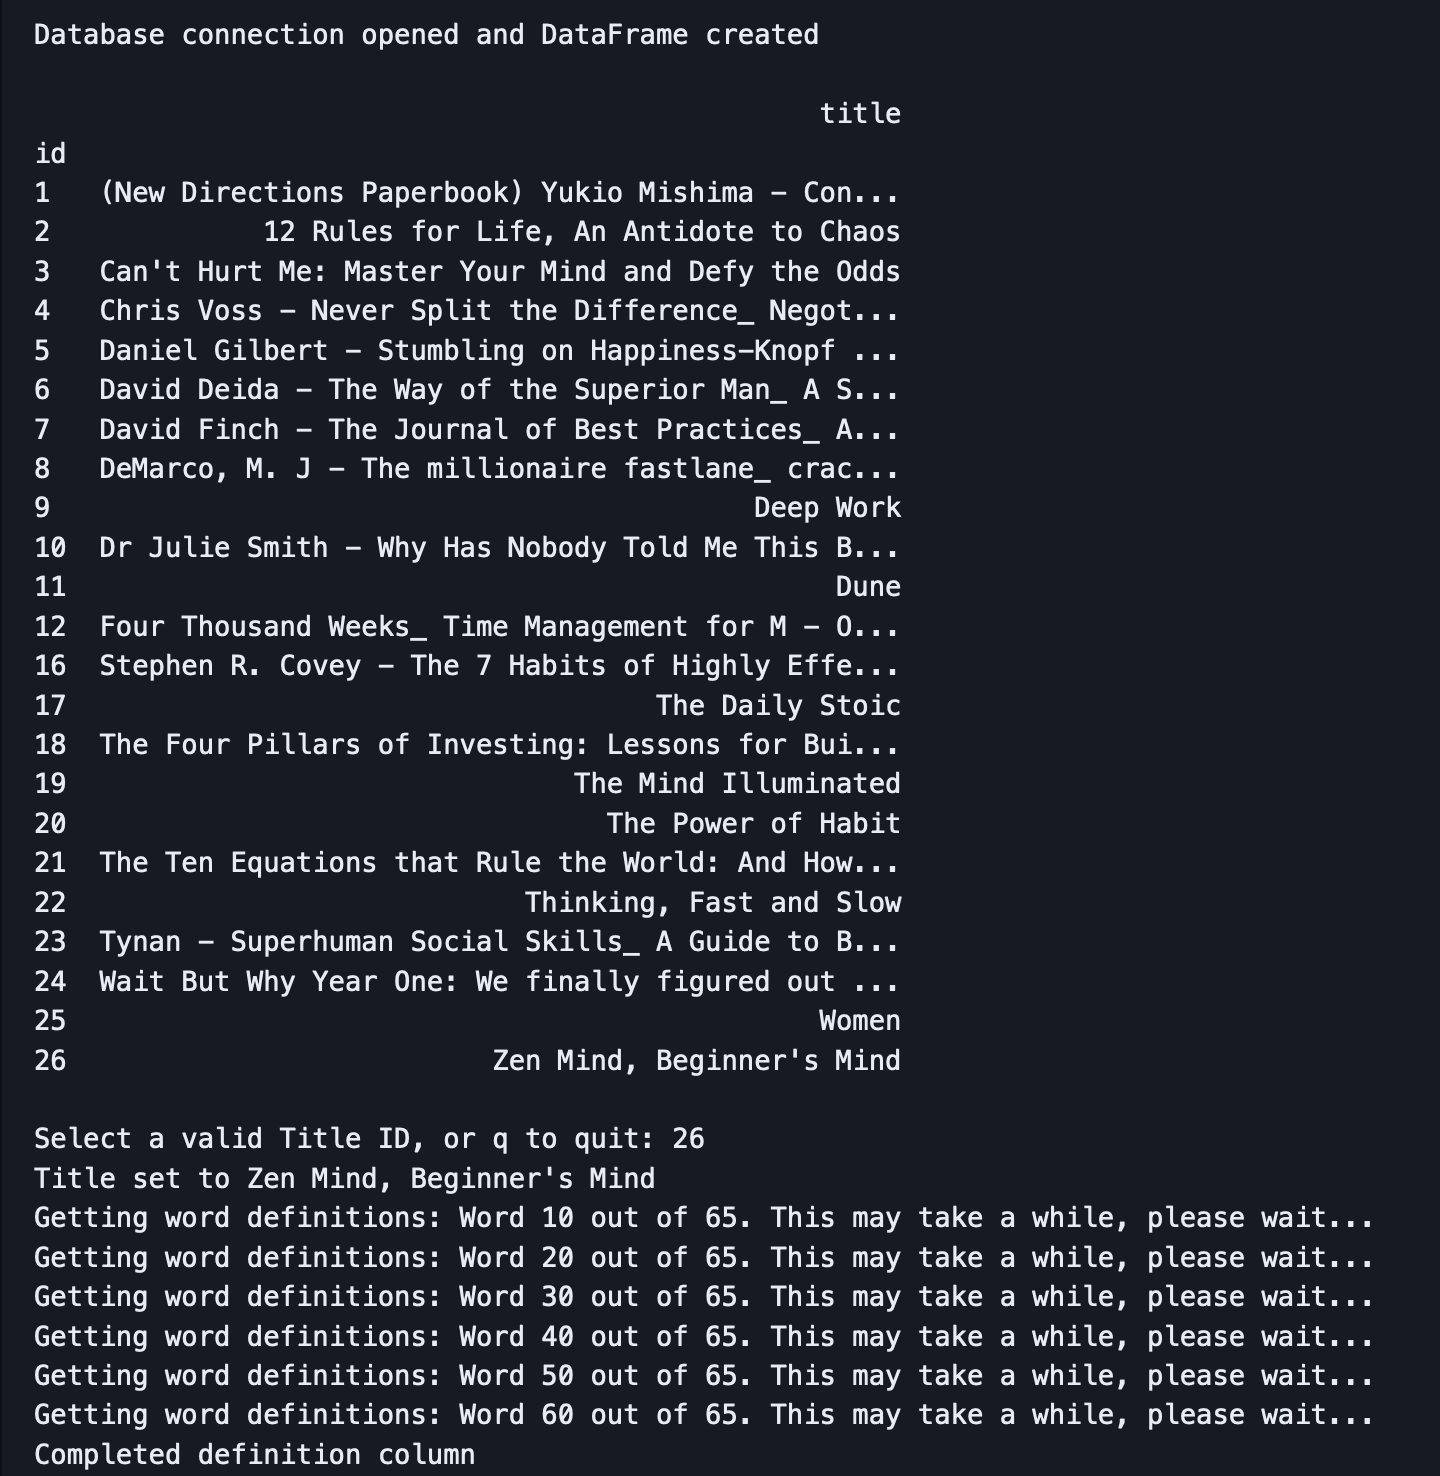 Database connection opened and DataFrame created
title
id
1 (New Directions Paperbook) Yukio Mishima - Con...
2 12 Rules for Life, An Antidote to Chaos
3 Can't Hurt Me: Master Your Mind and Defy the Odds
4 Chris Voss - Never Split the Difference_ Negot...
5 Daniel Gilbert - Stumbling on Happiness-Knopf ...
6 David Deida - The Way of the Superior Man_ A S...
7 David Finch - The Journal of Best Practices_ A...
8 DeMarco, M. J - The millionaire fastlane_ crac...
9 Deep Work
10 Dr Julie Smith - Why Has Nobody Told Me This B...
11 Dune
12 Four Thousand Weeks_ Time Management for M - O...
16 Stephen R. Covey - The 7 Habits of Highly Effe...
17 The Daily Stoic
18 The Four Pillars of Investing: Lessons for Bui...
19 The Mind Illuminated
20 The Power of Habit
21 The Ten Equations that Rule the World: And How...
22 Thinking, Fast and Slow
23 Tynan - Superhuman Social Skills_ A Guide to B...
24 Wait But Why Year One: We finally figured out ...
25 Women
26 Zen Mind, Beginner's Mind
Select a valid Title ID, or q to quit: 26
Title set to Zen Mind, Beginner's Mind
Getting word definitions: Word 10 out of 65. This may take a while, please wait...
Getting word definitions: Word 20 out of 65. This may take a while, please wait...
Getting word definitions: Word 30 out of 65. This may take a while, please wait...
Getting word definitions: Word 40 out of 65. This may take a while, please wait...
Getting word definitions: Word 50 out of 65. This may take a while, please wait...
Getting word definitions: Word 60 out of 65. This may take a while, please wait...
Completed definition column